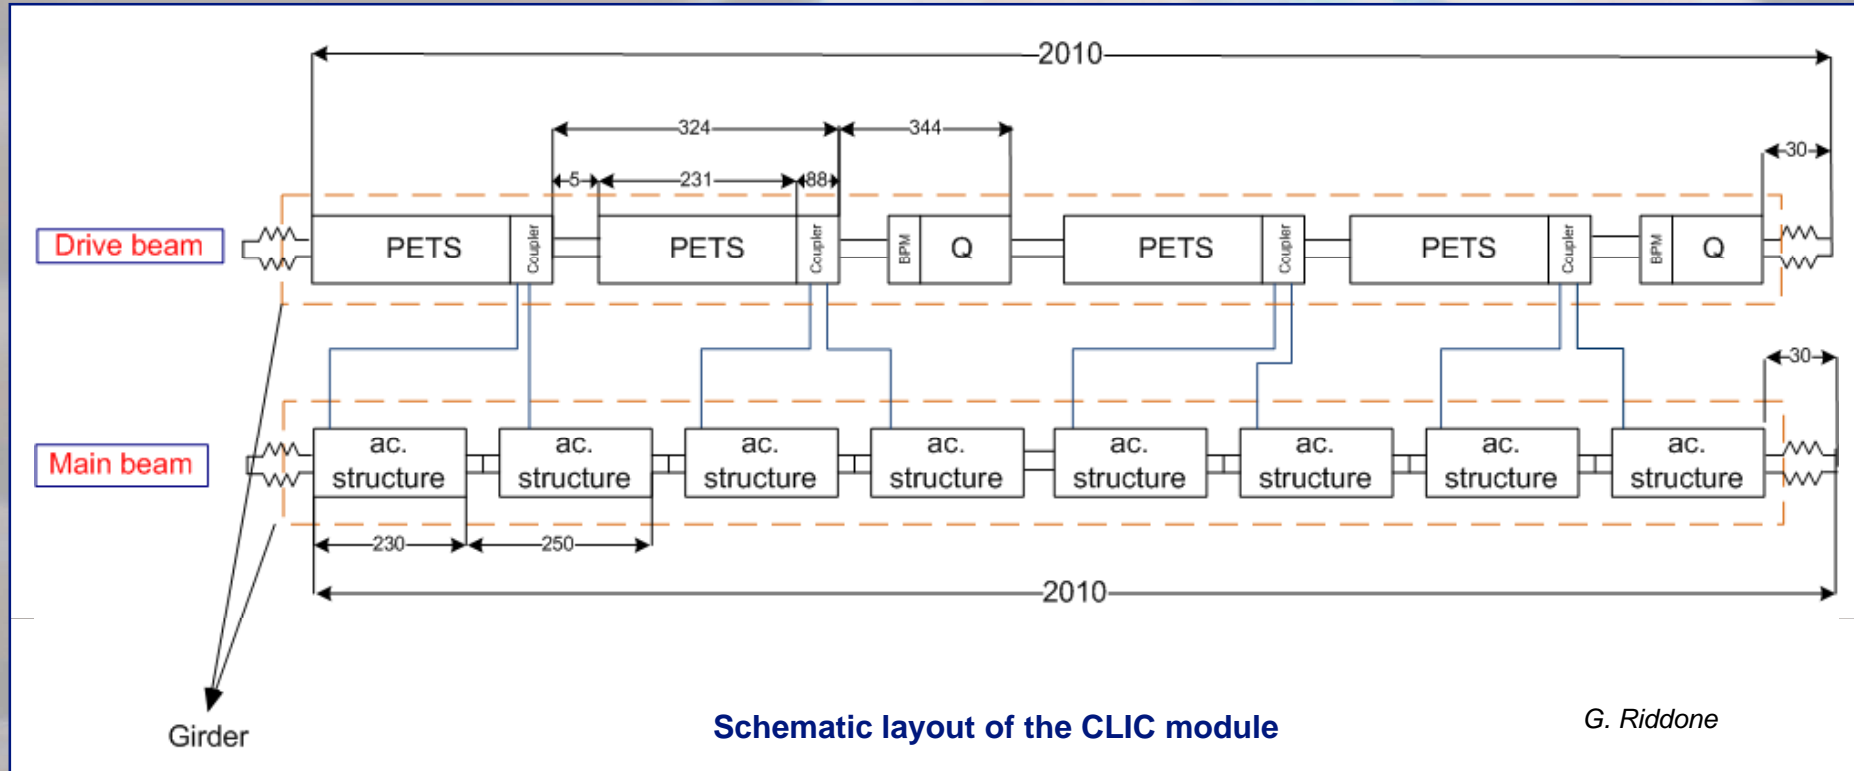 2010
324
344
30
5
231
88
Drive beam
PETS
Coupler
PETS
Coupler
BPM
Q
PETS
Coupler
PETS
Coupler
BPM
Q
30
Main beam
ac.
structure
ac.
structure
ac.
structure
ac.
structure
ac.
structure
ac.
structure
ac.
structure
ac.
structure
230
250
2010
Girder
Schematic layout of the CLIC module
G. Riddone